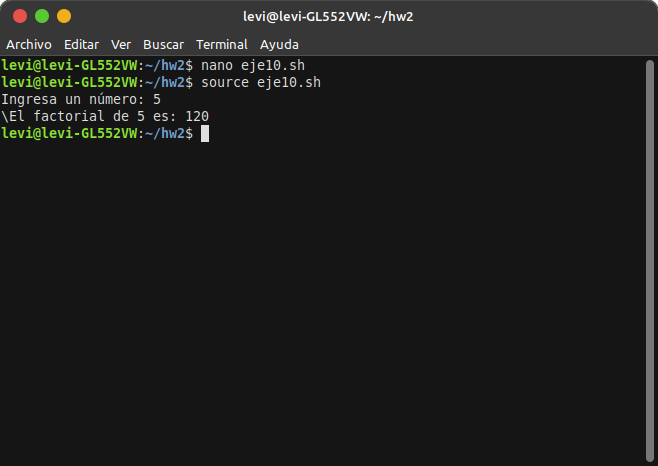 levi@levi-GL552VW: ~/hw2
Archivo Editar Ver Buscar Terminal Ayuda
levi@levi-GL552VW:~/hw2$ nano eje10.sh
levi@levi-GL552VW:~/hw2$ source eje10.sh
Ingresa un número: 5
\El factorial de 5 es: 120
levi@levi-GL552VW:~/hw2$